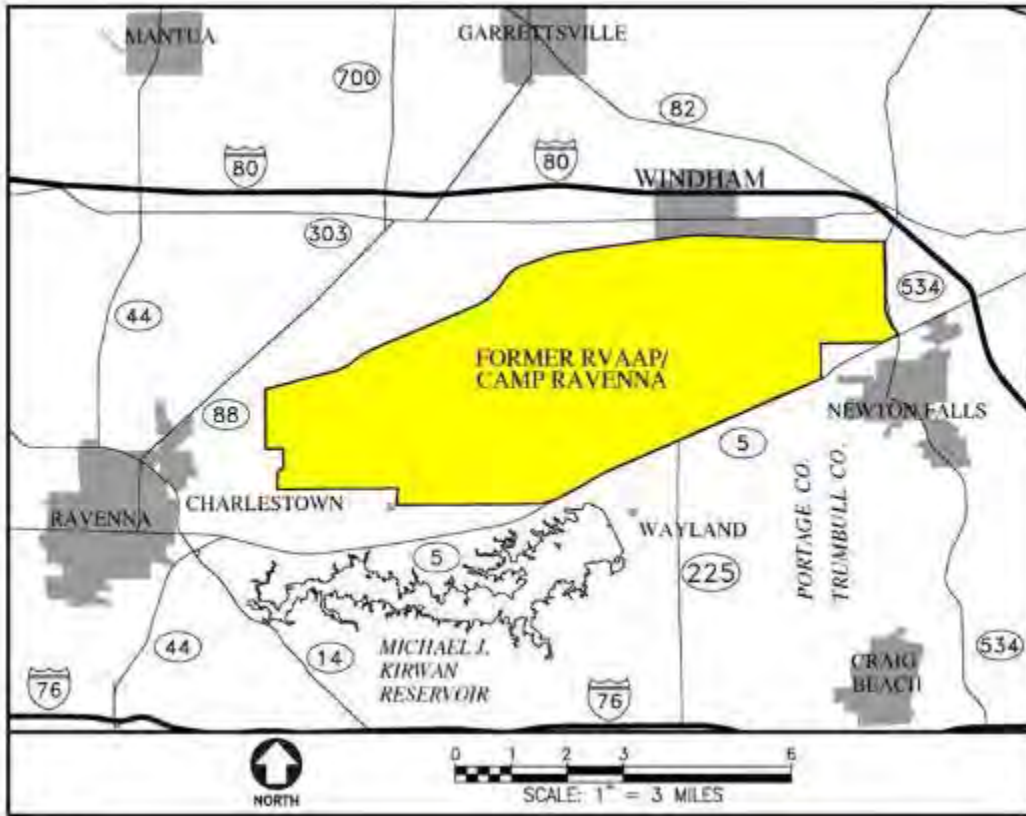 MANTUA
GARRETTSVILLE
700
82
80
80
WINDHAM
303
534
44
FORMER RVAAP/
CAMP RAVENNA
88
NEWTON FALLS
5
CHARLESTOWN
RAVENNA
WAYLAND
PORTAGE CO.
TRUMBULL CO.
5
225
44
14
MICHAEL J.
KIRWAN
RESERVOIR
534
CRAIG
BEACH
76
76
0 1 2 3 6
NORTH
SCALE: 1" = 3 MILES